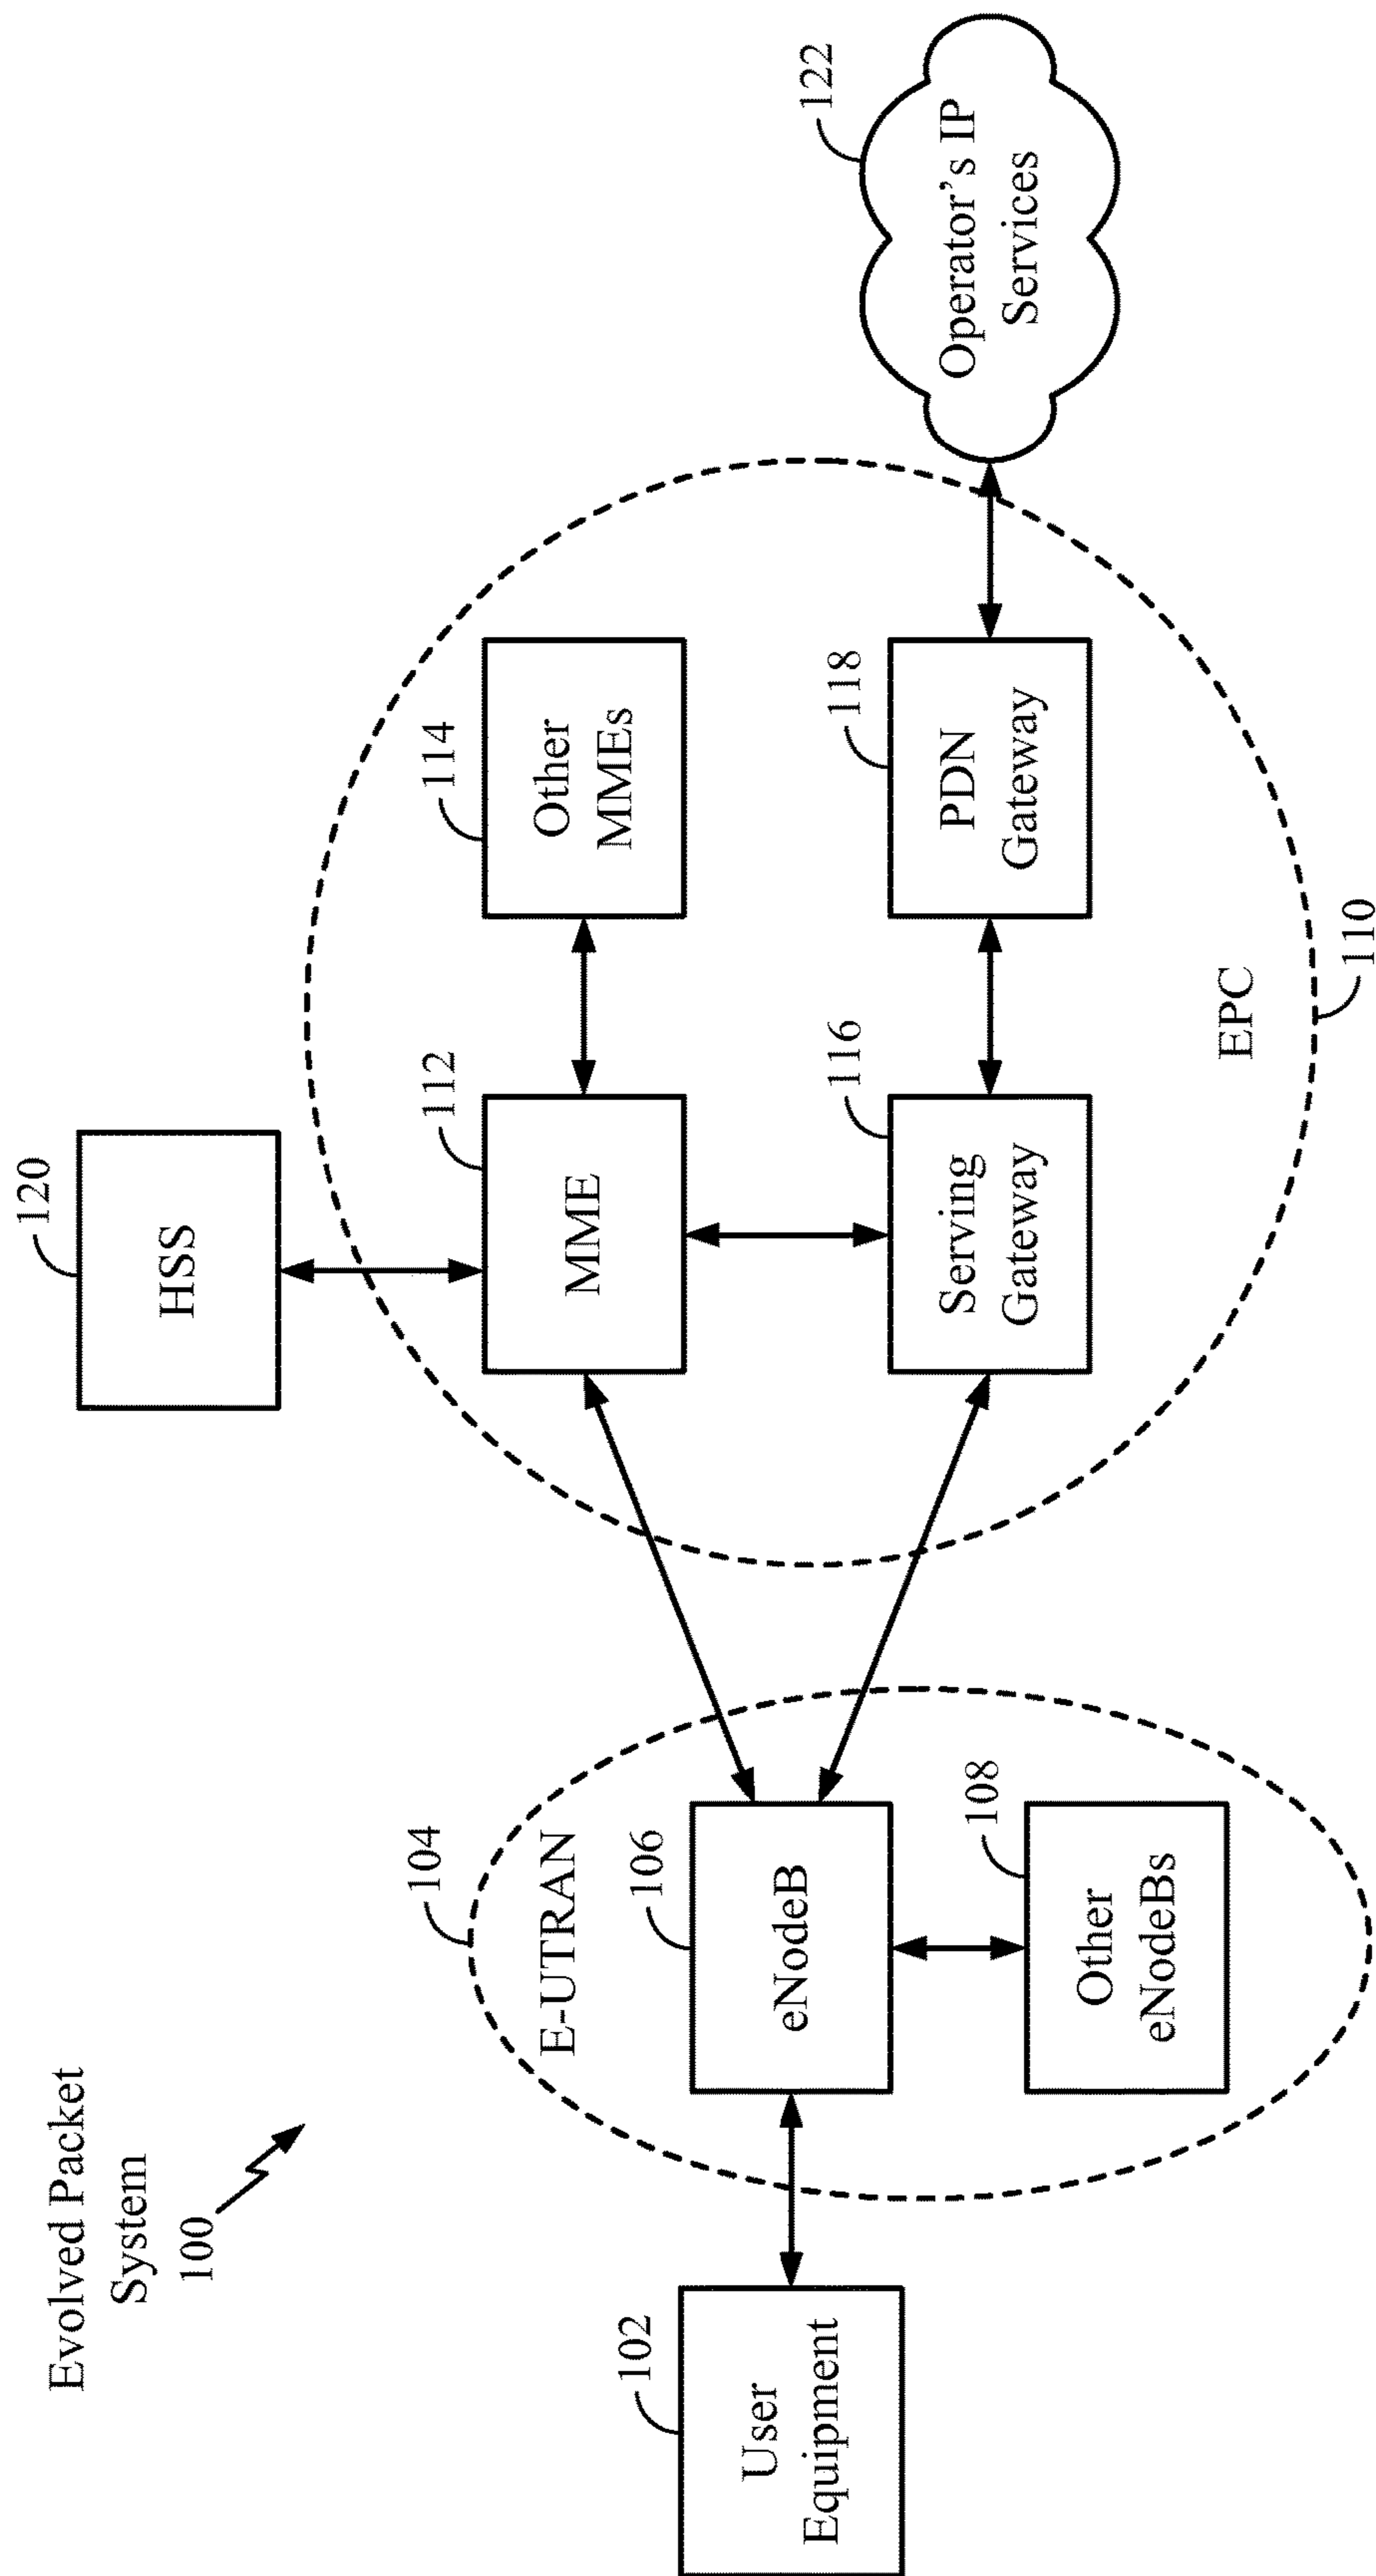 Evolved Packet
System
100
120
HSS
104
E-UTRAN
102
User
Equipment
106
eNodeB
108
Other
eNodeBs
112
MME
114
Other
MMEs
116
Serving
Gateway
118
PDN
Gateway
EPC
110
122
Operator's IP
Services